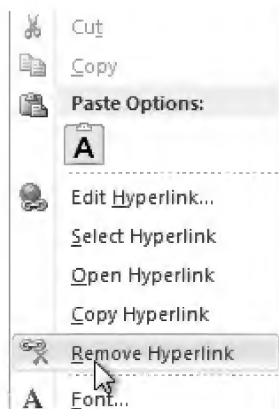 Cut
Copy
Paste Options:
A
Edit Hyperlink...
Select Hyperlink
Open Hyperlink
Copy Hyperlink
Remove Hyperlink
A Font...